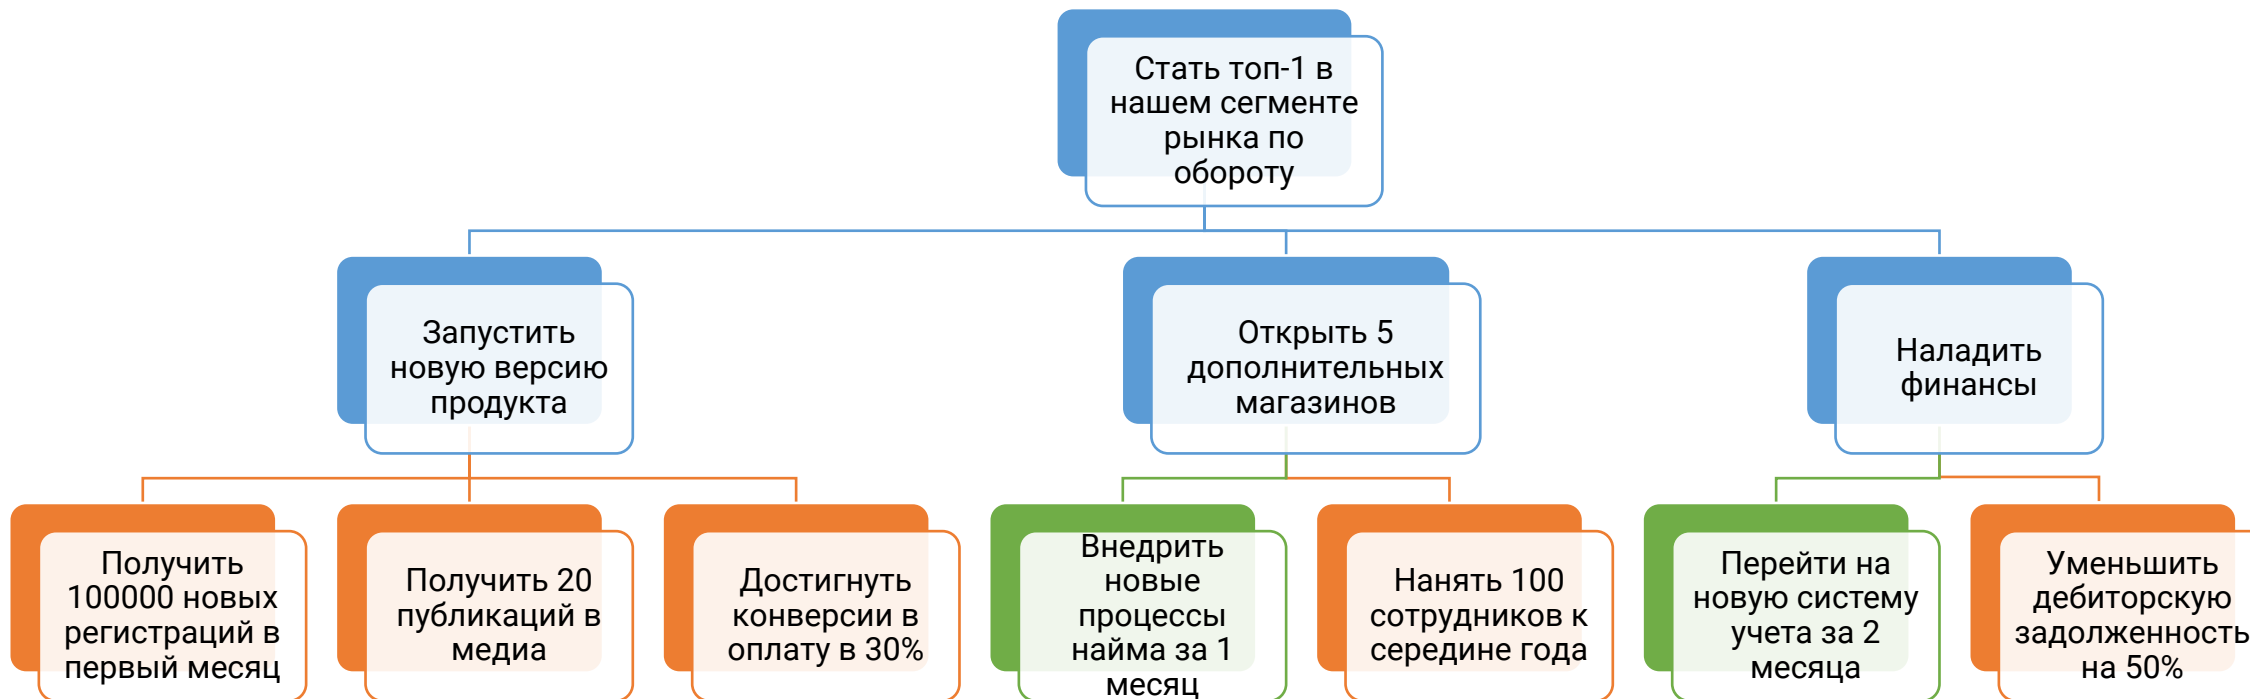 Стать топ-1 в
нашем сегменте
рынка по
обороту
Запустить
новую версию
продукта
Открыть 5
дополнительных
магазинов
Наладить
финансы
Получить
100000 новых
регистраций в
первый месяц
Получить 20
публикаций в
медиа
Достигнуть
конверсии в
оплату в 30%
Внедрить
новые
процессы
найма за 1
месяц
Нанять 100
сотрудников к
середине года
Перейти на
новую систему
учета за 2
месяца
Уменьшить
дебиторскую
задолженность
на 50%